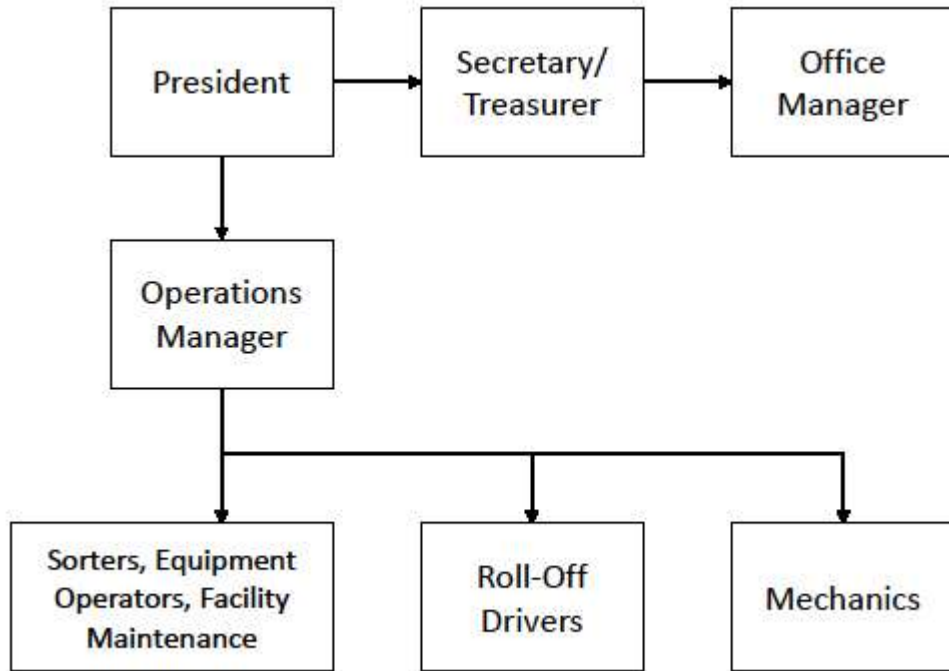 President
Secretary/
Treasurer
Office
Manager
Operations
Manager
Sorters, Equipment
Operators, Facility
Maintenance
Roll-Off
Drivers
Mechanics